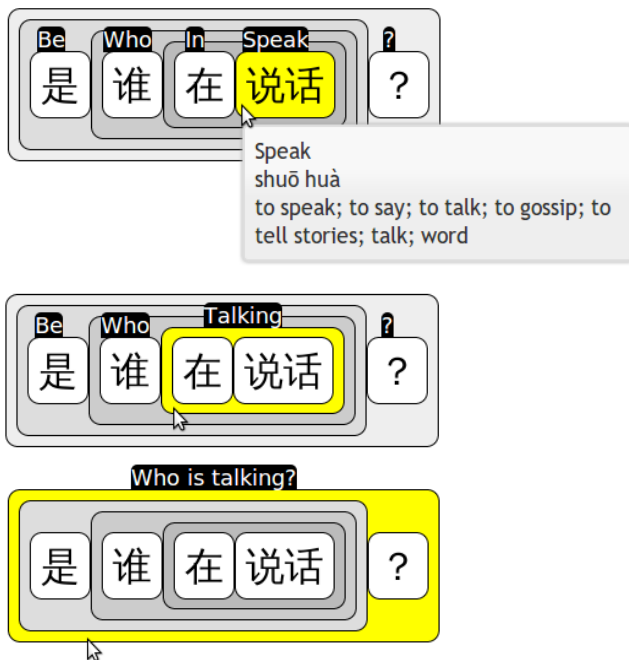 Be Who In Speak ?
是 谁 在 说话 ？
Speak
shuō huà
to speak; to say; to talk; to gossip; to
tell stories; talk; word
Be Who Talking ?
是 谁 在 说话 ？
Who is talking?
是 谁 在 说话 ？